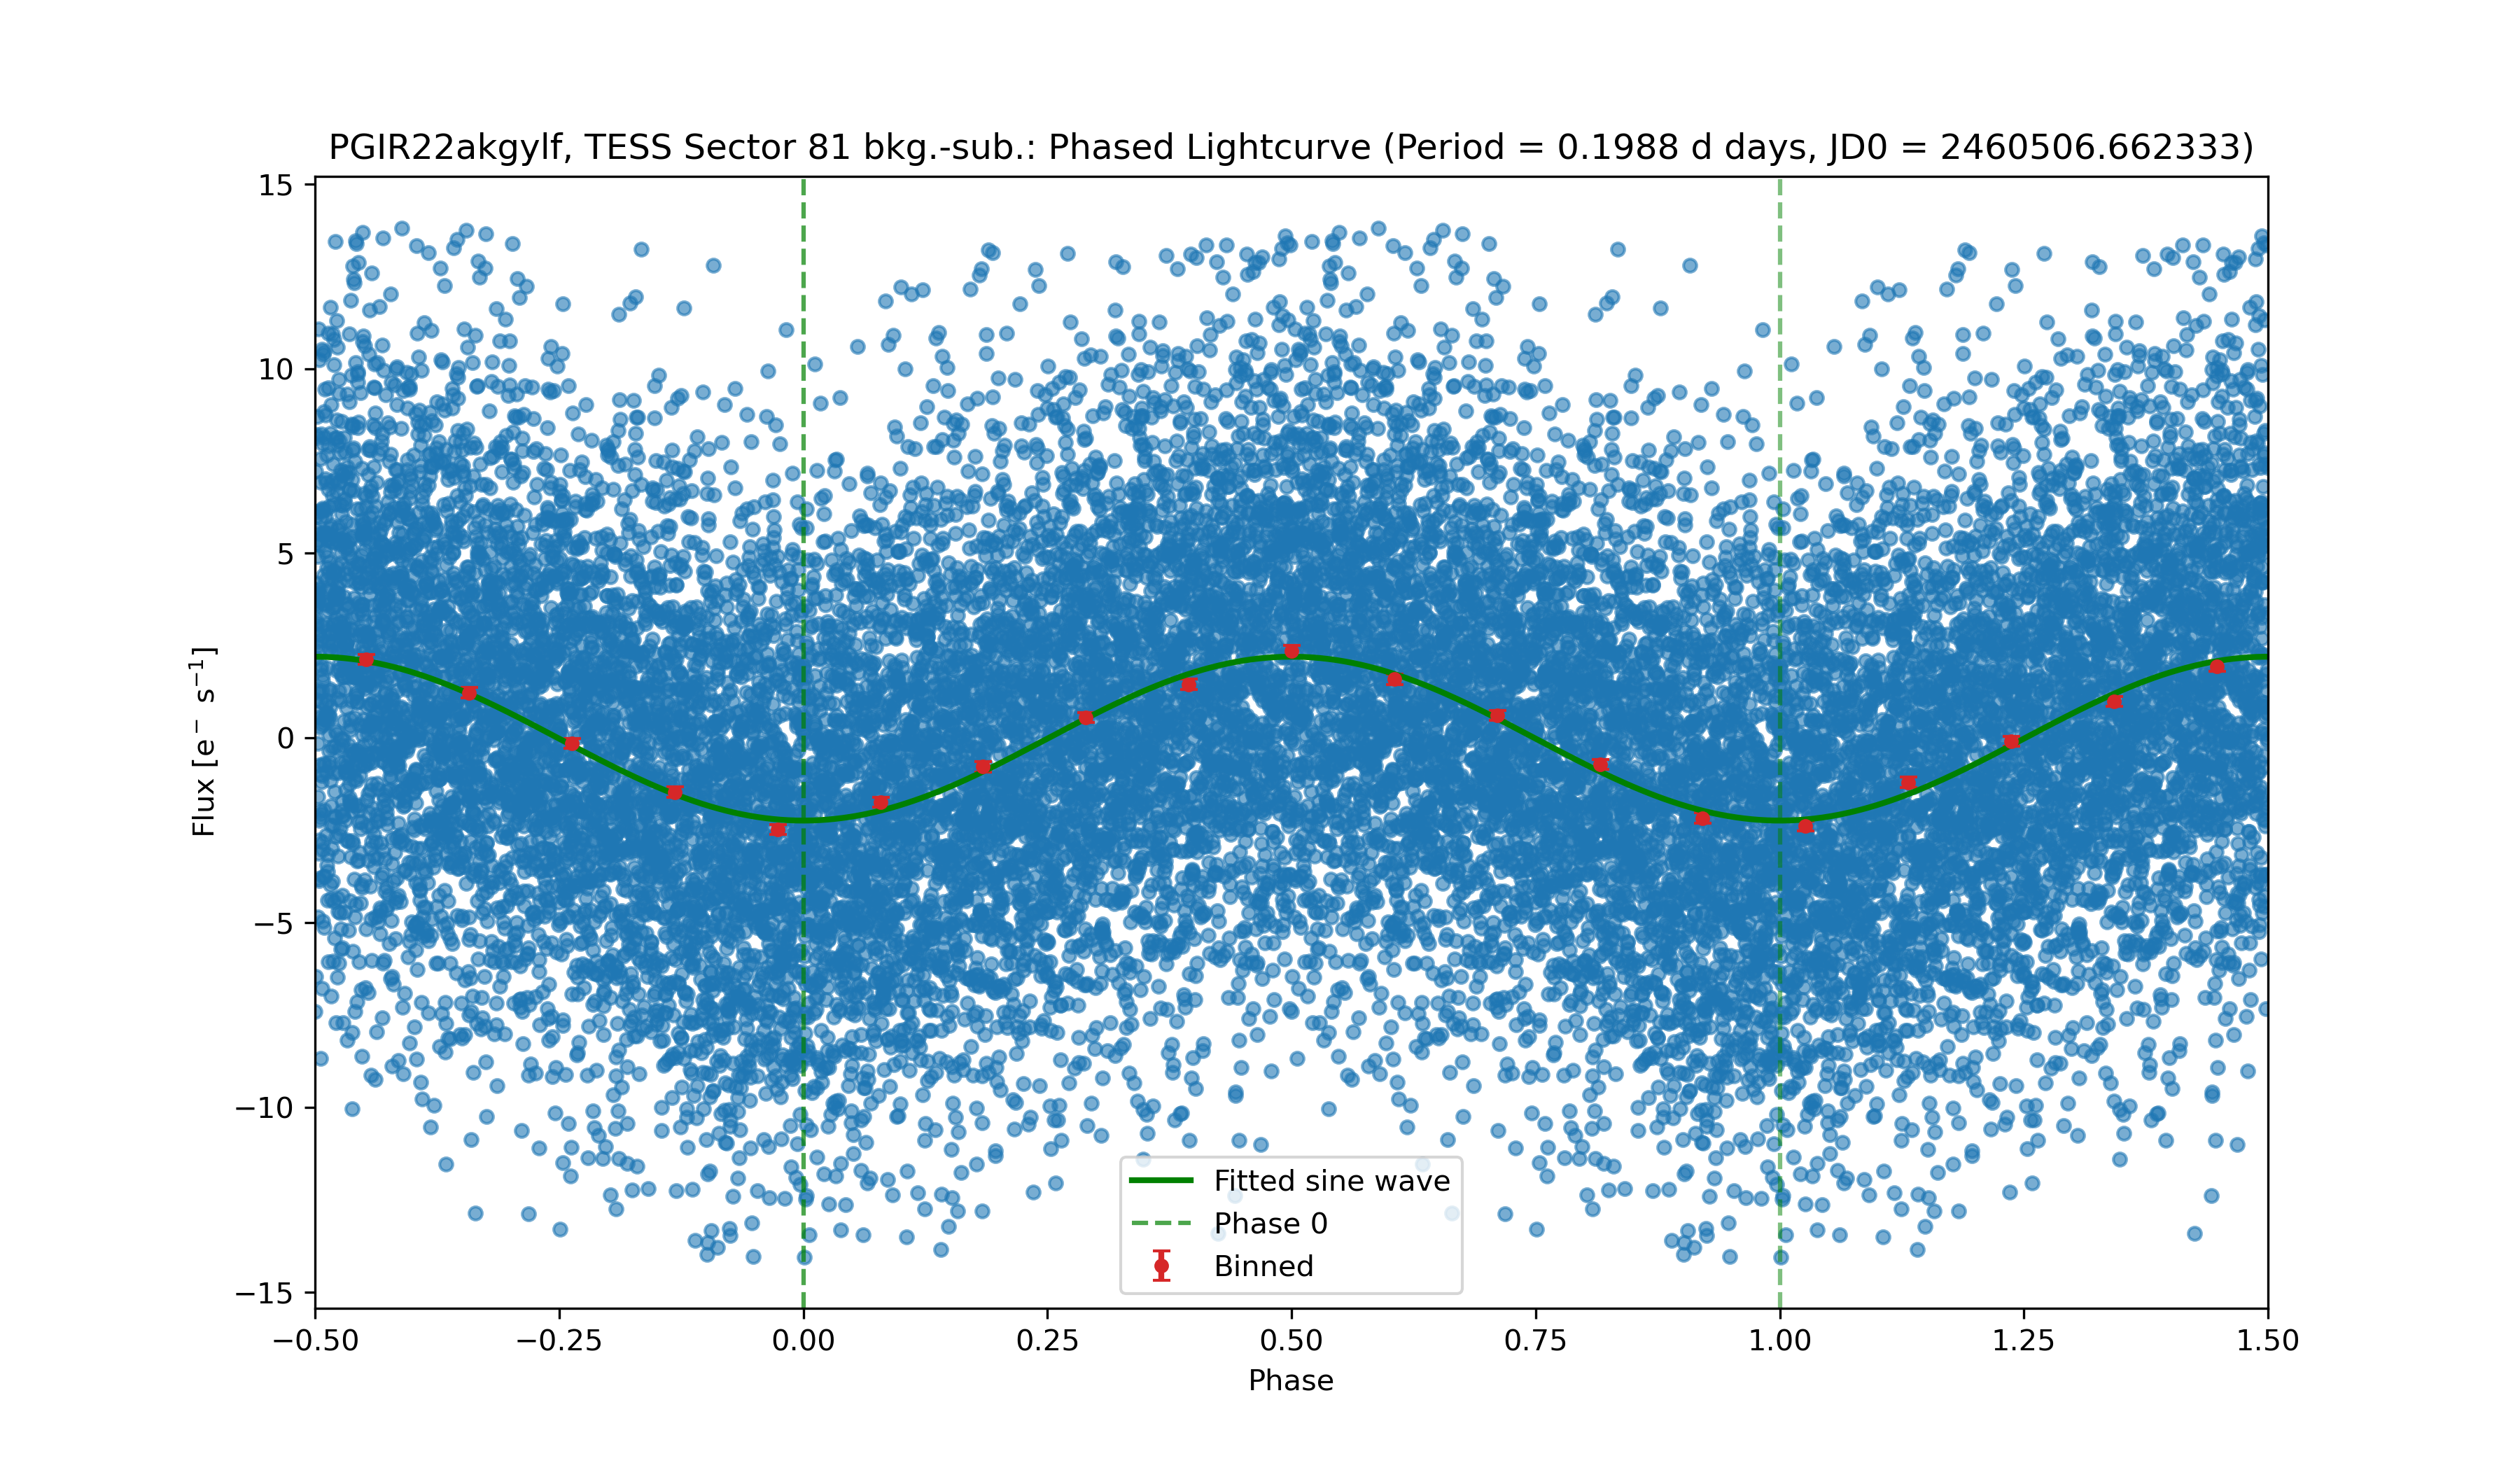 PGIR22akgylf, TESS Sector 81 bkg.-sub.: Phased Lightcurve (Period = 0.1988 d days, JD0 = 2460506.662333)
15
10
5
0
−5
−10
−15
Flux [e⁻ s⁻¹]
Fitted sine wave
Phase 0
Binned
−0.50 −0.25 0.00 0.25 0.50 0.75 1.00 1.25 1.50
Phase